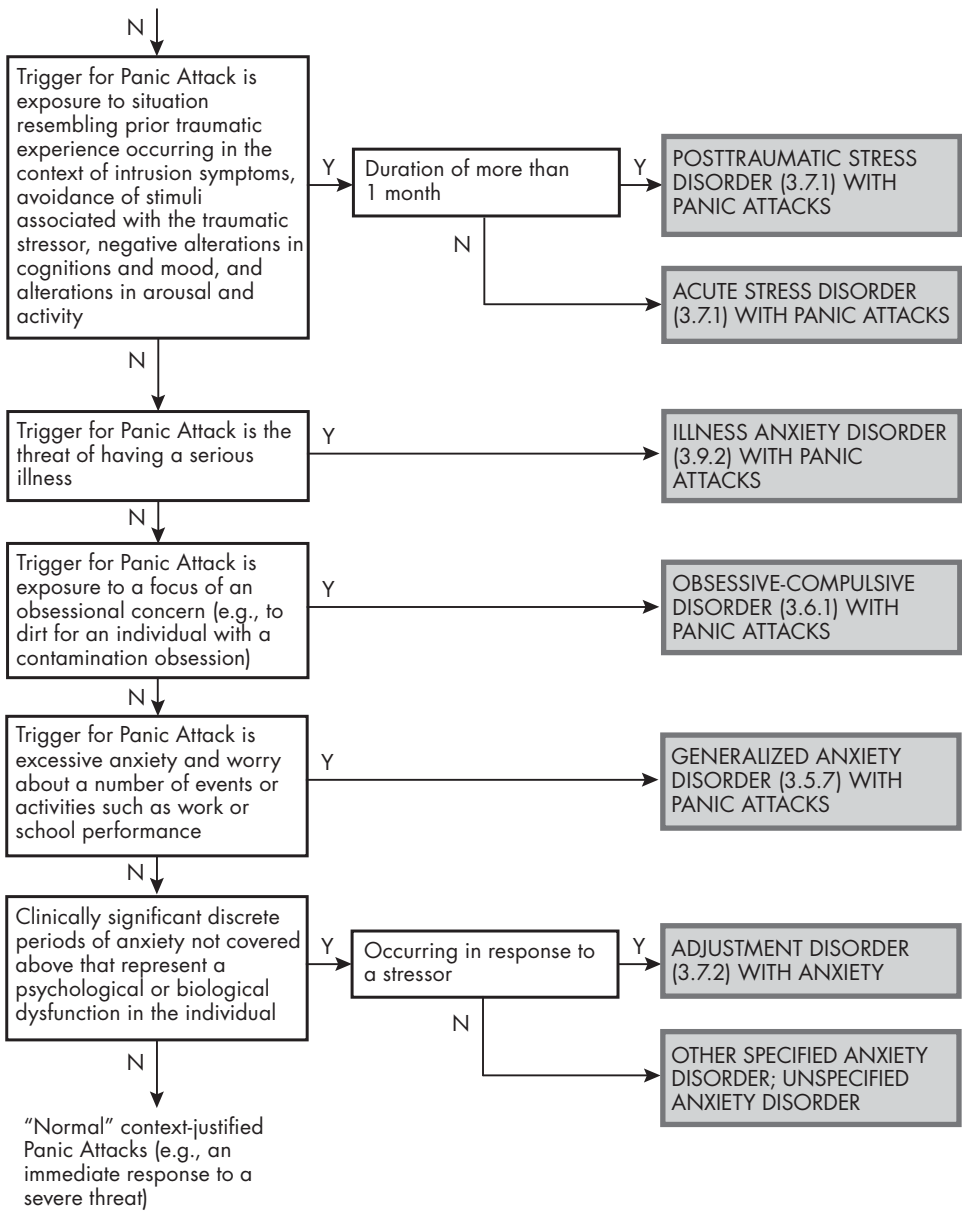 N
Trigger for Panic Attack is
exposure to situation
resembling prior traumatic
experience occurring in the
context of intrusion symptoms,
avoidance of stimuli
associated with the traumatic
stressor, negative alterations in
cognitions and mood, and
alterations in arousal and
activity
Y
Duration of more than
1 month
Y
POSTTRAUMATIC STRESS
DISORDER (3.7.1) WITH
PANIC ATTACKS
N
ACUTE STRESS DISORDER
(3.7.1) WITH PANIC ATTACKS
N
Trigger for Panic Attack is the
threat of having a serious
illness
Y
ILLNESS ANXIETY DISORDER
(3.9.2) WITH PANIC
ATTACKS
N
Trigger for Panic Attack is
exposure to a focus of an
obsessional concern (e.g., to
dirt for an individual with a
contamination obsession)
Y
OBSESSIVE-COMPULSIVE
DISORDER (3.6.1) WITH
PANIC ATTACKS
N
Trigger for Panic Attack is
excessive anxiety and worry
about a number of events or
activities such as work or
school performance
Y
GENERALIZED ANXIETY
DISORDER (3.5.7) WITH
PANIC ATTACKS
N
Clinically significant discrete
periods of anxiety not covered
above that represent a
psychological or biological
dysfunction in the individual
Y
Occurring in response to
a stressor
Y
ADJUSTMENT DISORDER
(3.7.2) WITH ANXIETY
N
OTHER SPECIFIED ANXIETY
DISORDER; UNSPECIFIED
ANXIETY DISORDER
N
“Normal” context-justified
Panic Attacks (e.g., an
immediate response to a
severe threat)